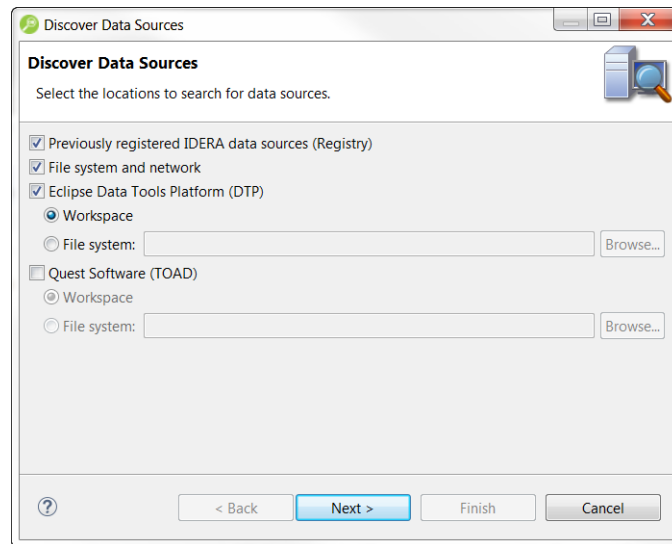 Discover Data Sources
Discover Data Sources
Select the locations to search for data sources.
Previously registered IDERA data sources (Registry)
File system and network
Eclipse Data Tools Platform (DTP)
Workspace
File system: Browse...
Quest Software (TOAD)
Workspace
File system: Browse...
? < Back Next > Finish Cancel